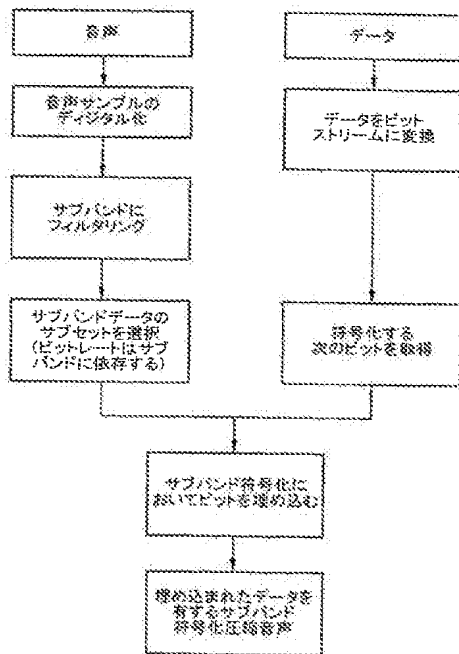 音声
音声サンプルの
ディジタル化
サブバンドに
フィルタリング
サブバンドデータの
サブセットを選択
(ビットレートはサブ
バンドに依存する)
データ
データをビット
ストリームに変換
符号化する
次のビットを取得
サブバンド符号化に
おいてビットを埋め込む
埋め込まれたデータを
有するサブバンド
符号化圧縮音声